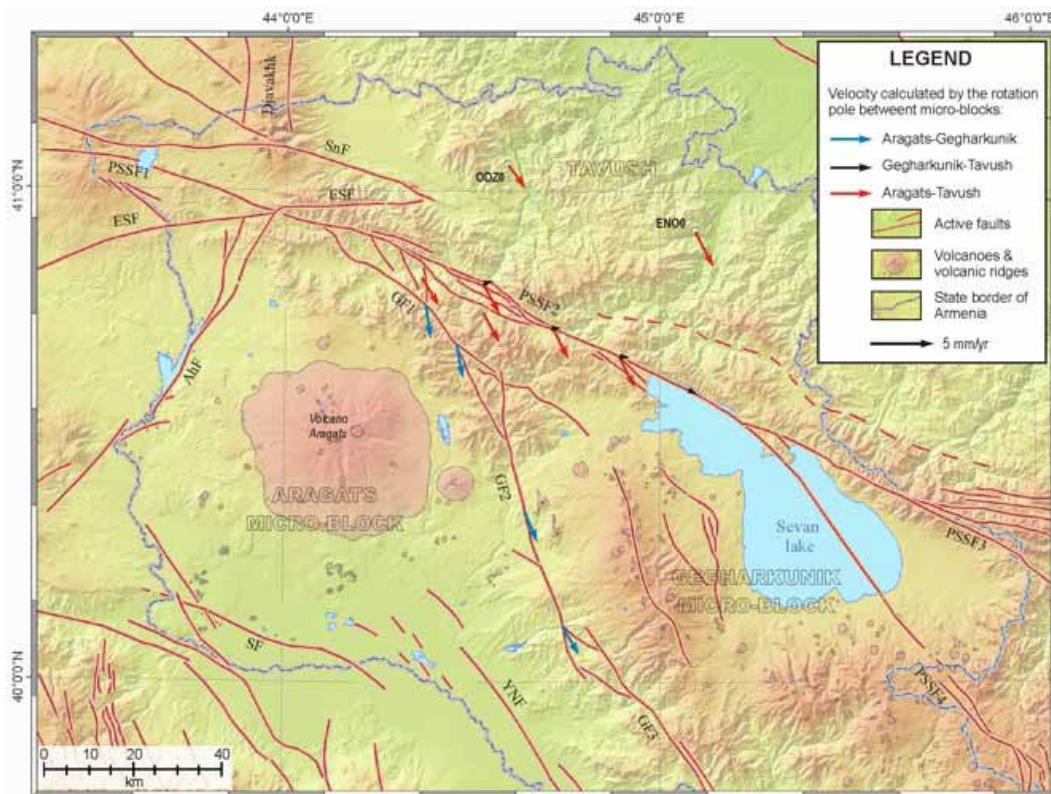 44°0'0"E
45°0'0"E
46°0'0"E
41°0'0"N
40°0'0"N
LEGEND
Velocity calculated by the rotation
pole betweent micro-blocks:
Aragats-Gegharkunik
Gegharkunik-Tavush
Aragats-Tavush
Active faults
Volcanoes &
volcanic ridges
State border of
Armenia
5 mm/yr
Djavakhk
SnF
PSSF1
ESF
ESF
ODZ0
TAVUSH
ENO0
GF1
PSSF2
AhF
Volcano
Aragats
ARAGATS
MICRO-BLOCK
GF2
Sevan
lake
PSSF3
GEGHARKUNIK
MICRO-BLOCK
SF
YNF
GF3
PSSF4
0 5 10 20 30 40
km